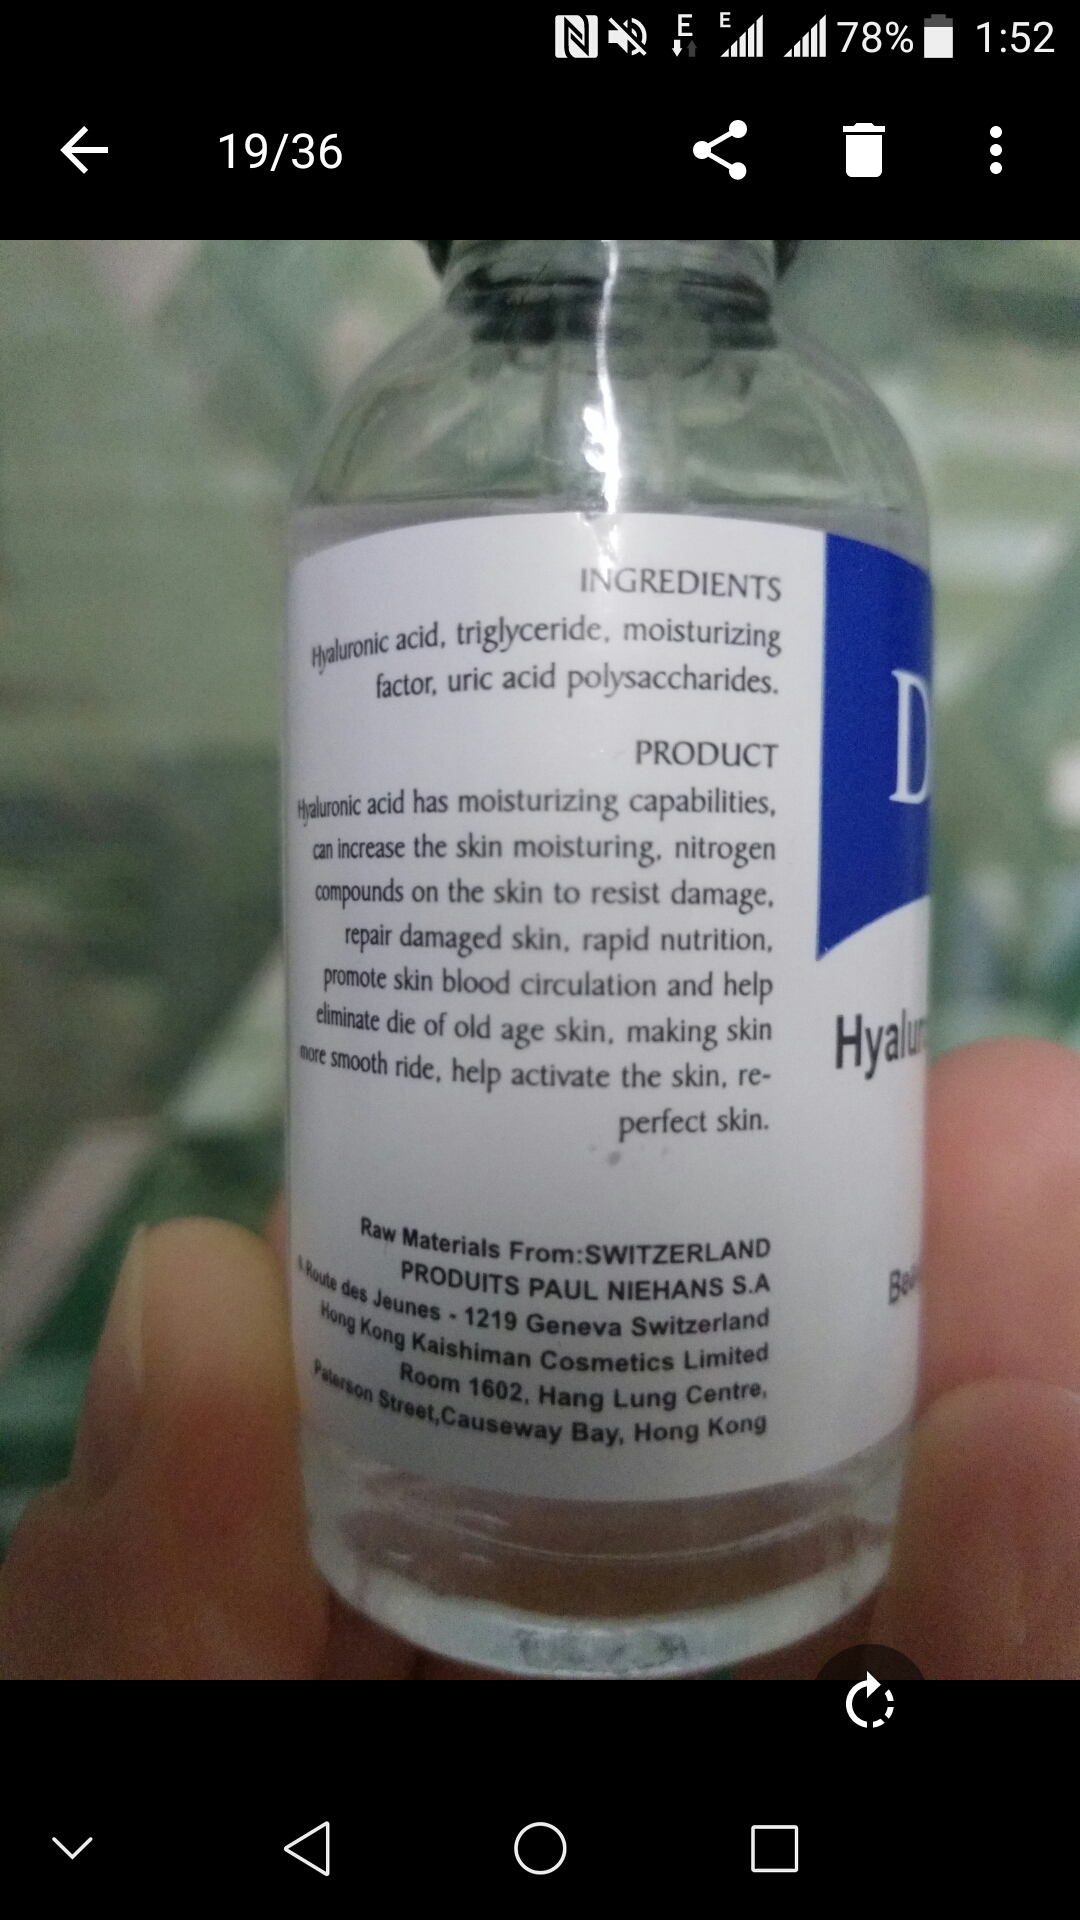 E E 78% 1:52
19/36
INGREDIENTS
Hyaluronic acid, triglyceride, moisturizing
factor, uric acid polysaccharides.
PRODUCT
Hyaluronic acid has moisturizing capabilities,
can increase the skin moisturing, nitrogen
compounds on the skin to resist damage,
repair damaged skin, rapid nutrition,
promote skin blood circulation and help
eliminate die of old age skin, making skin
more smooth ride, help activate the skin, re-
perfect skin.
Raw Materials From:SWITZERLAND
PRODUITS PAUL NIEHANS S.A
Route des Jeunes - 1219 Geneva Switzerland
Hong Kong Kaishiman Cosmetics Limited
Room 1602, Hang Lung Centre,
Paterson Street,Causeway Bay, Hong Kong
D
Hyalur